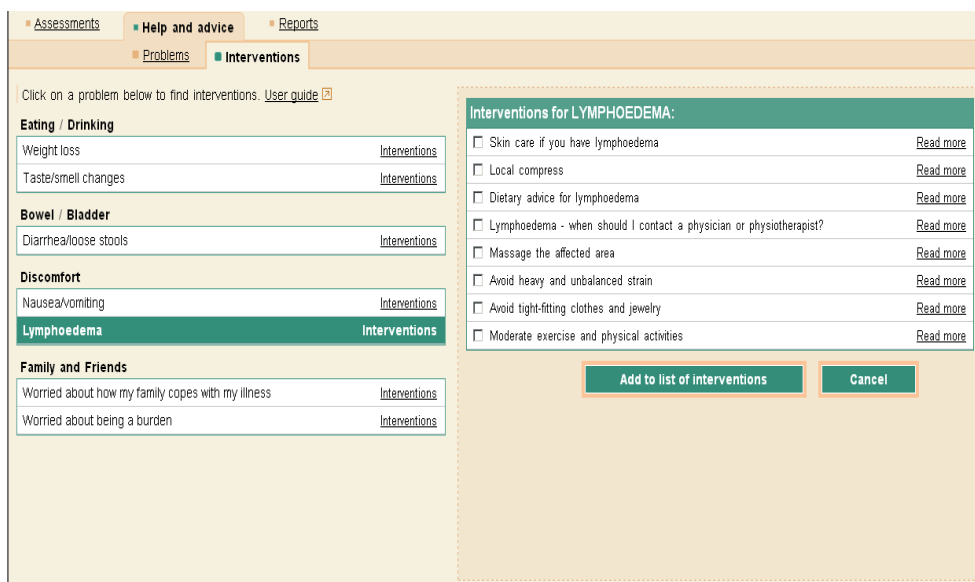 Assessments Help and advice Reports
Problems Interventions
Click on a problem below to find interventions. User guide
Eating / Drinking
Weight loss Interventions
Taste/smell changes Interventions
Bowel / Bladder
Diarrhea/loose stools Interventions
Discomfort
Nausea/vomiting Interventions
Lymphoedema Interventions
Family and Friends
Worried about how my family copes with my illness Interventions
Worried about being a burden Interventions
Interventions for LYMPHOEDEMA:
Skin care if you have lymphoedema Read more
Local compress Read more
Dietary advice for lymphoedema Read more
Lymphoedema - when should I contact a physician or physiotherapist? Read more
Massage the affected area Read more
Avoid heavy and unbalanced strain Read more
Avoid tight-fitting clothes and jewelry Read more
Moderate exercise and physical activities Read more
Add to list of interventions Cancel